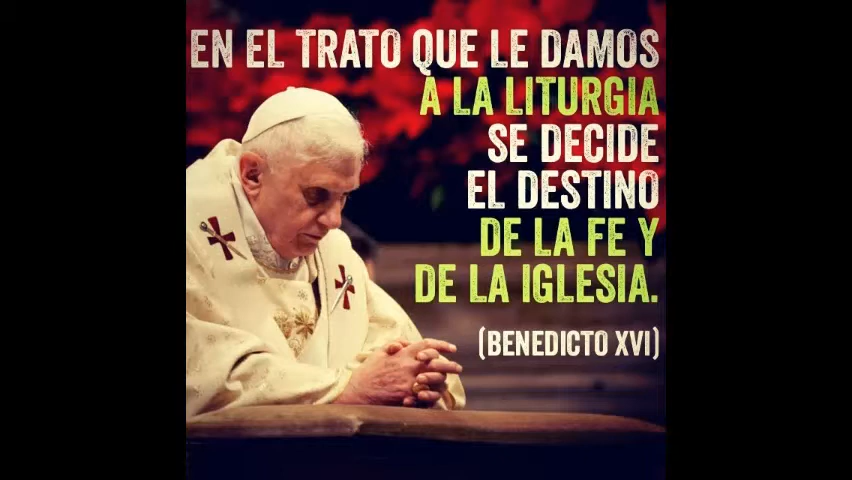 EN EL TRATO QUE LE DAMOS
A LA LITURGIA
SE DECIDE
EL DESTINO
DE LA FE Y
DE LA IGLESIA.
(BENEDICTO XVI)